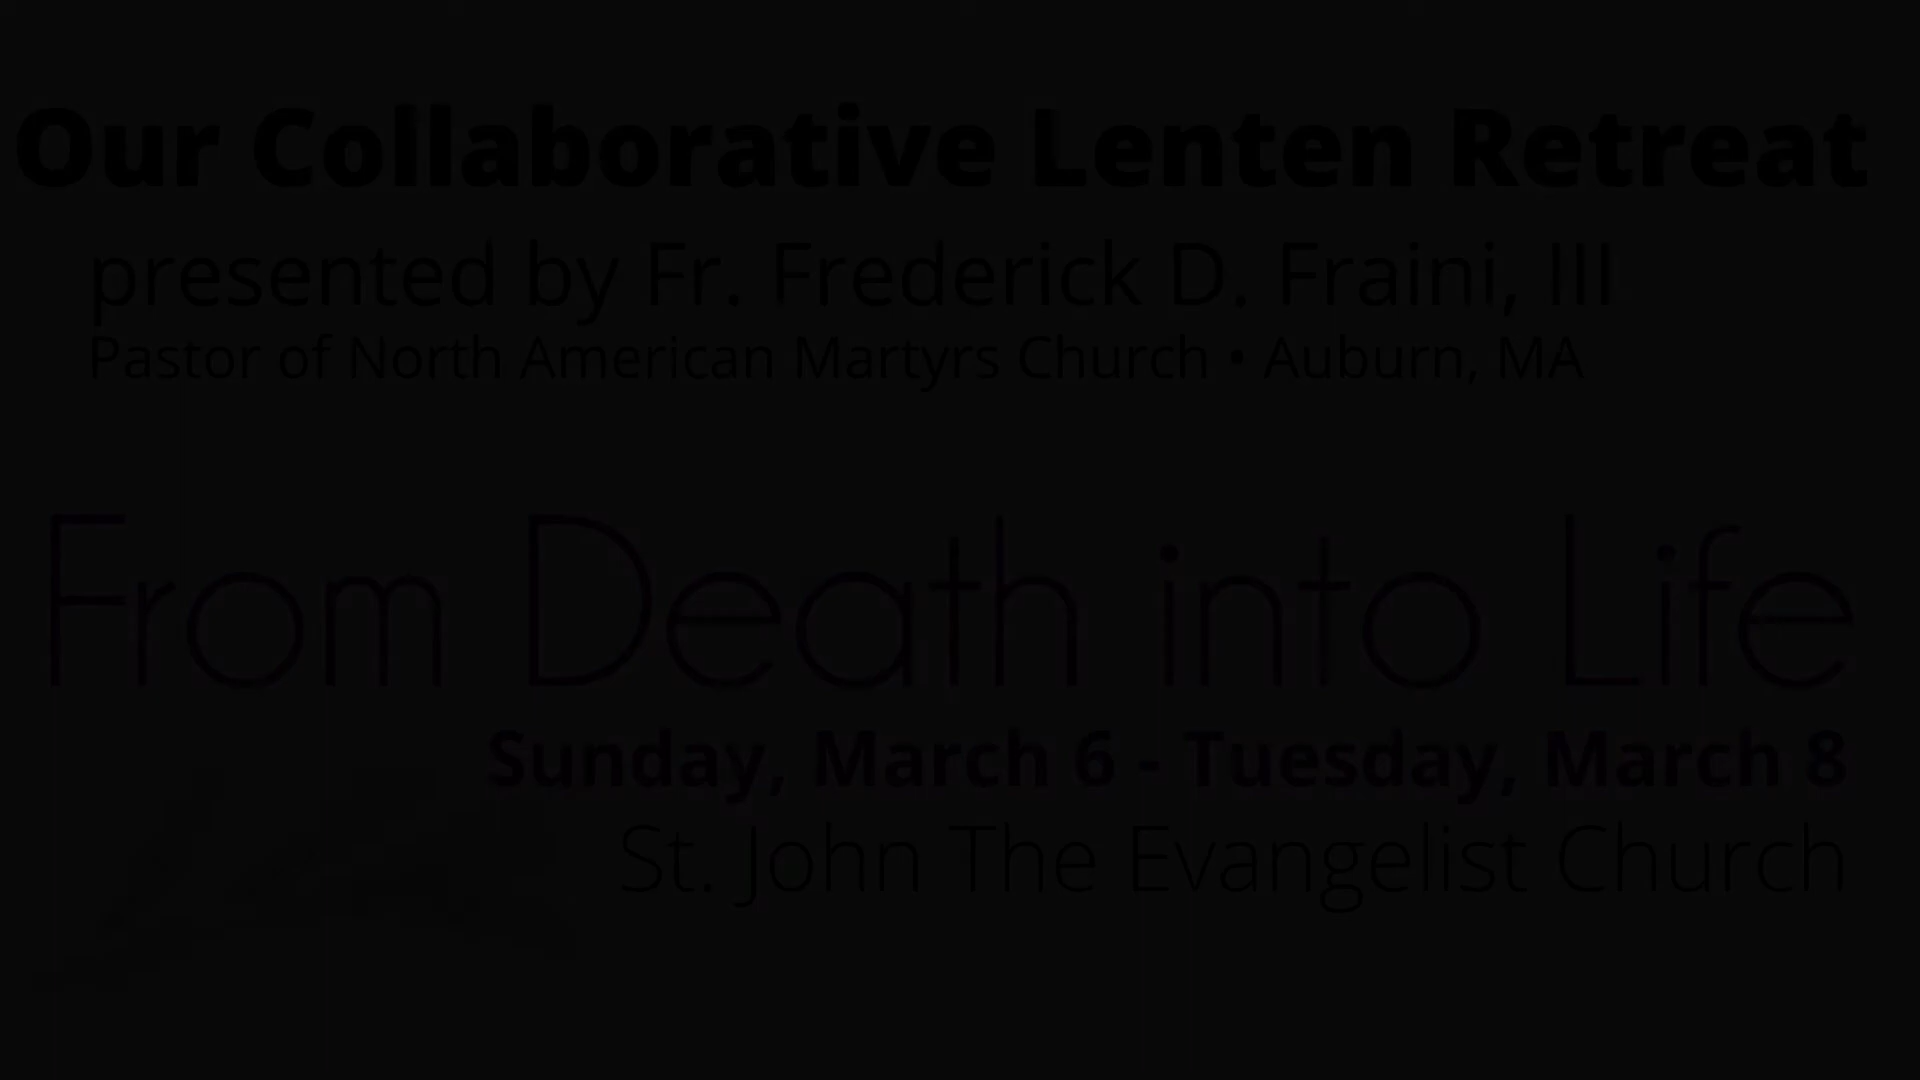 Our Collaborative Lenten Retreat
presented by Fr. Frederick D. Fraini, III
Pastor of North American Martyrs Church • Auburn, MA
From Death into Life
Sunday, March 6 - Tuesday, March 8
St. John The Evangelist Church